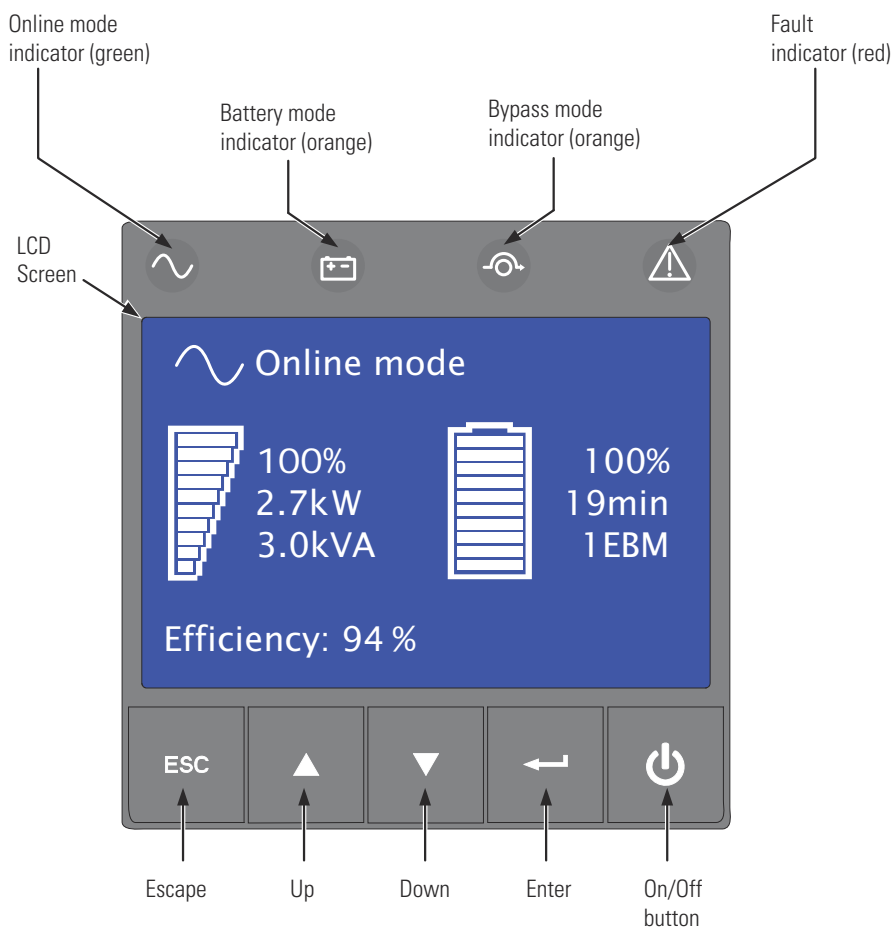 Online mode
indicator (green)
Fault
indicator (red)
Battery mode
indicator (orange)
Bypass mode
indicator (orange)
LCD
Screen
Online mode
100%
2.7kW
3.0kVA
100%
19min
1EBM
Efficiency: 94 %
ESC
Escape
Up
Down
Enter
On/Off
button